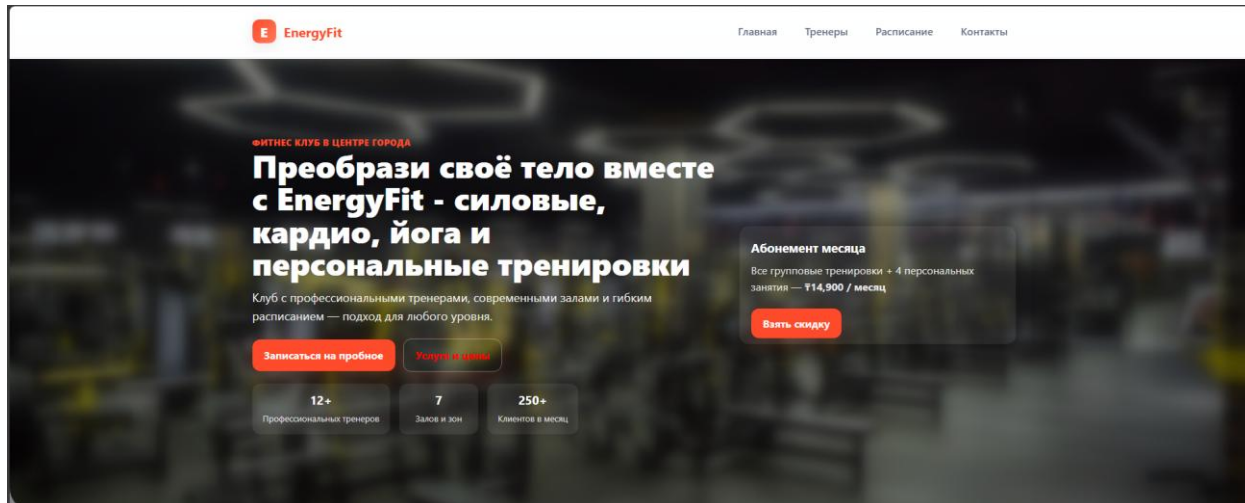 E EnergyFit
Главная Тренеры Расписание Контакты
ФИТНЕС КЛУБ В ЦЕНТРЕ ГОРОДА
Преобрази своё тело вместе
с EnergyFit - силовые,
кардио, йога и
персональные тренировки
Клуб с профессиональными тренерами, современными залами и гибким
расписанием — подход для любого уровня.
Записаться на пробное
Услуги и цены
12+
Профессиональных тренеров
7
Залов и зон
250+
Клиентов в месяц
Абонемент месяца
Все групповые тренировки + 4 персональных
занятия — ₸14,900 / месяц
Взять скидку